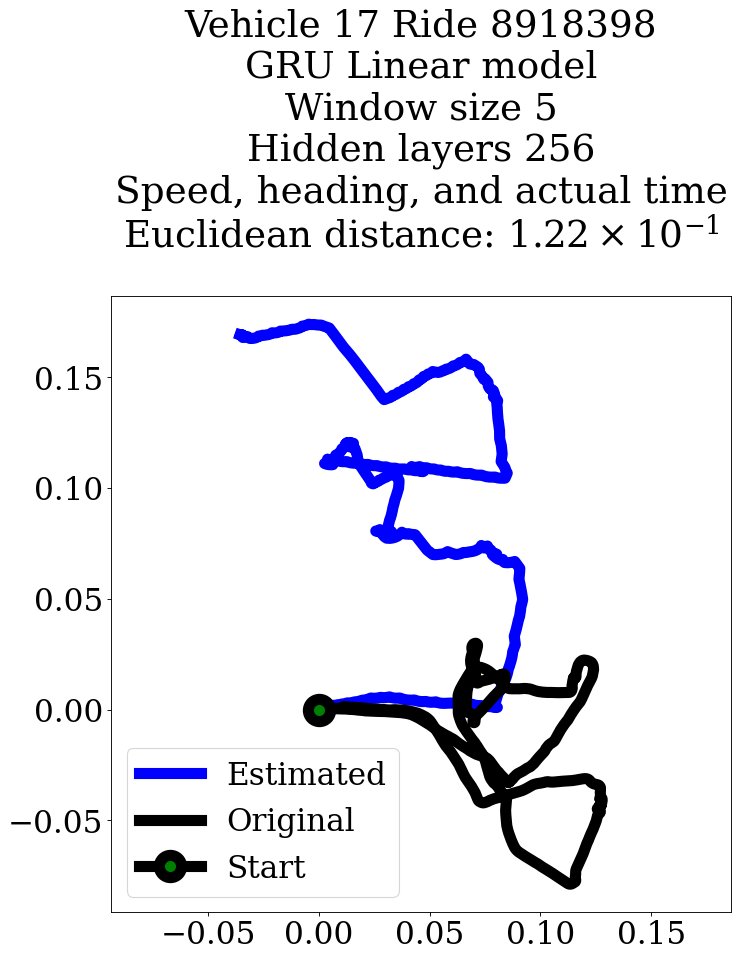 Vehicle 17 Ride 8918398
GRU Linear model
Window size 5
Hidden layers 256
Speed, heading, and actual time
Euclidean distance: 1.22 × 10⁻¹
0.15
0.10
0.05
0.00
−0.05
Estimated
Original
Start
−0.05 0.00 0.05 0.10 0.15